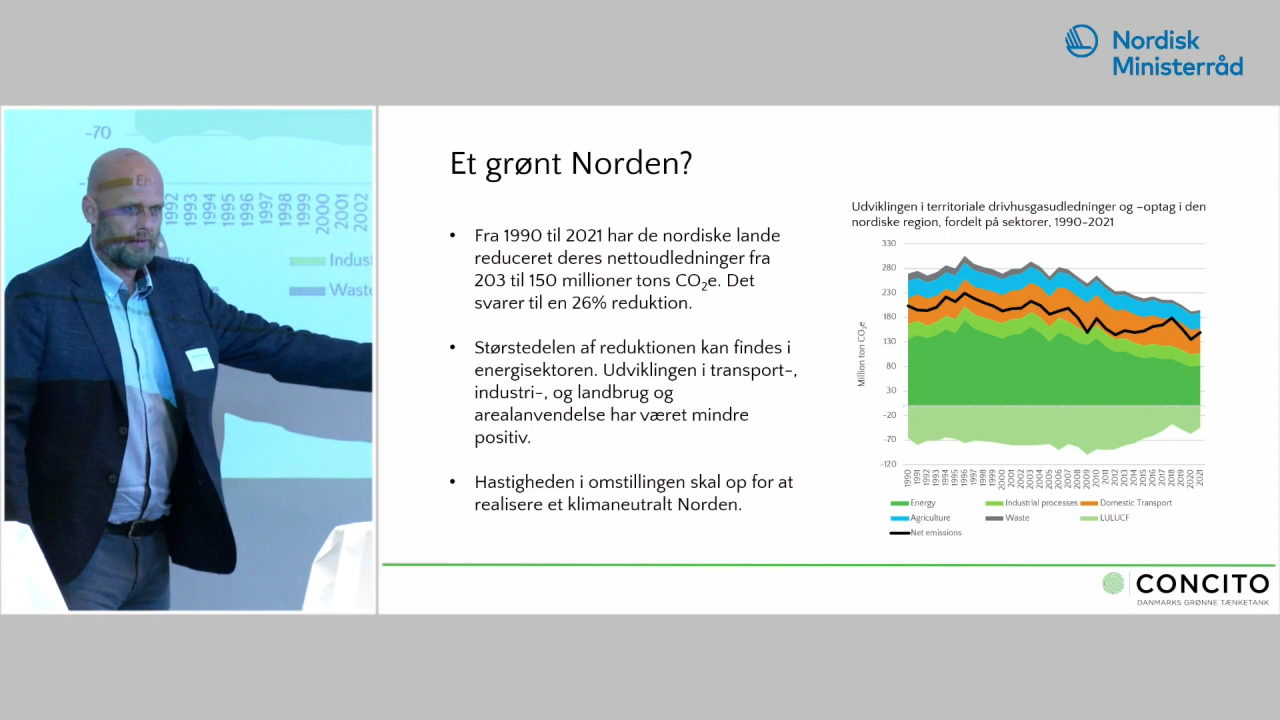 Nordisk
Ministerråd
-70
1992
1993
1994
1995
1996
1997
1998
1999
2000
2001
2002
Indust
Waste
Et grønt Norden?
• Fra 1990 til 2021 har de nordiske lande
reduceret deres nettoudledninger fra
203 til 150 millioner tons CO2e. Det
svarer til en 26% reduktion.
• Størstedelen af reduktionen kan findes i
energisektoren. Udviklingen i transport-,
industri-, og landbrug og
arealanvendelse har været mindre
positiv.
• Hastigheden i omstillingen skal op for at
realisere et klimaneutralt Norden.
Udviklingen i territoriale drivhusgasudledninger og -optag i den
nordiske region, fordelt på sektorer, 1990-2021
Million ton CO2e
330
280
230
180
130
80
30
-20
-70
-120
1990 1991 1992 1993 1994 1995 1996 1997 1998 1999 2000 2001 2002 2003 2004 2005 2006 2007 2008 2009 2010 2011 2012 2013 2014 2015 2016 2017 2018 2019 2020 2021
Energy Industrial processes Domestic Transport
Agriculture Waste LULUCF
Net emissions
CONCITO
DANMARKS GRØNNE TÆNKETANK